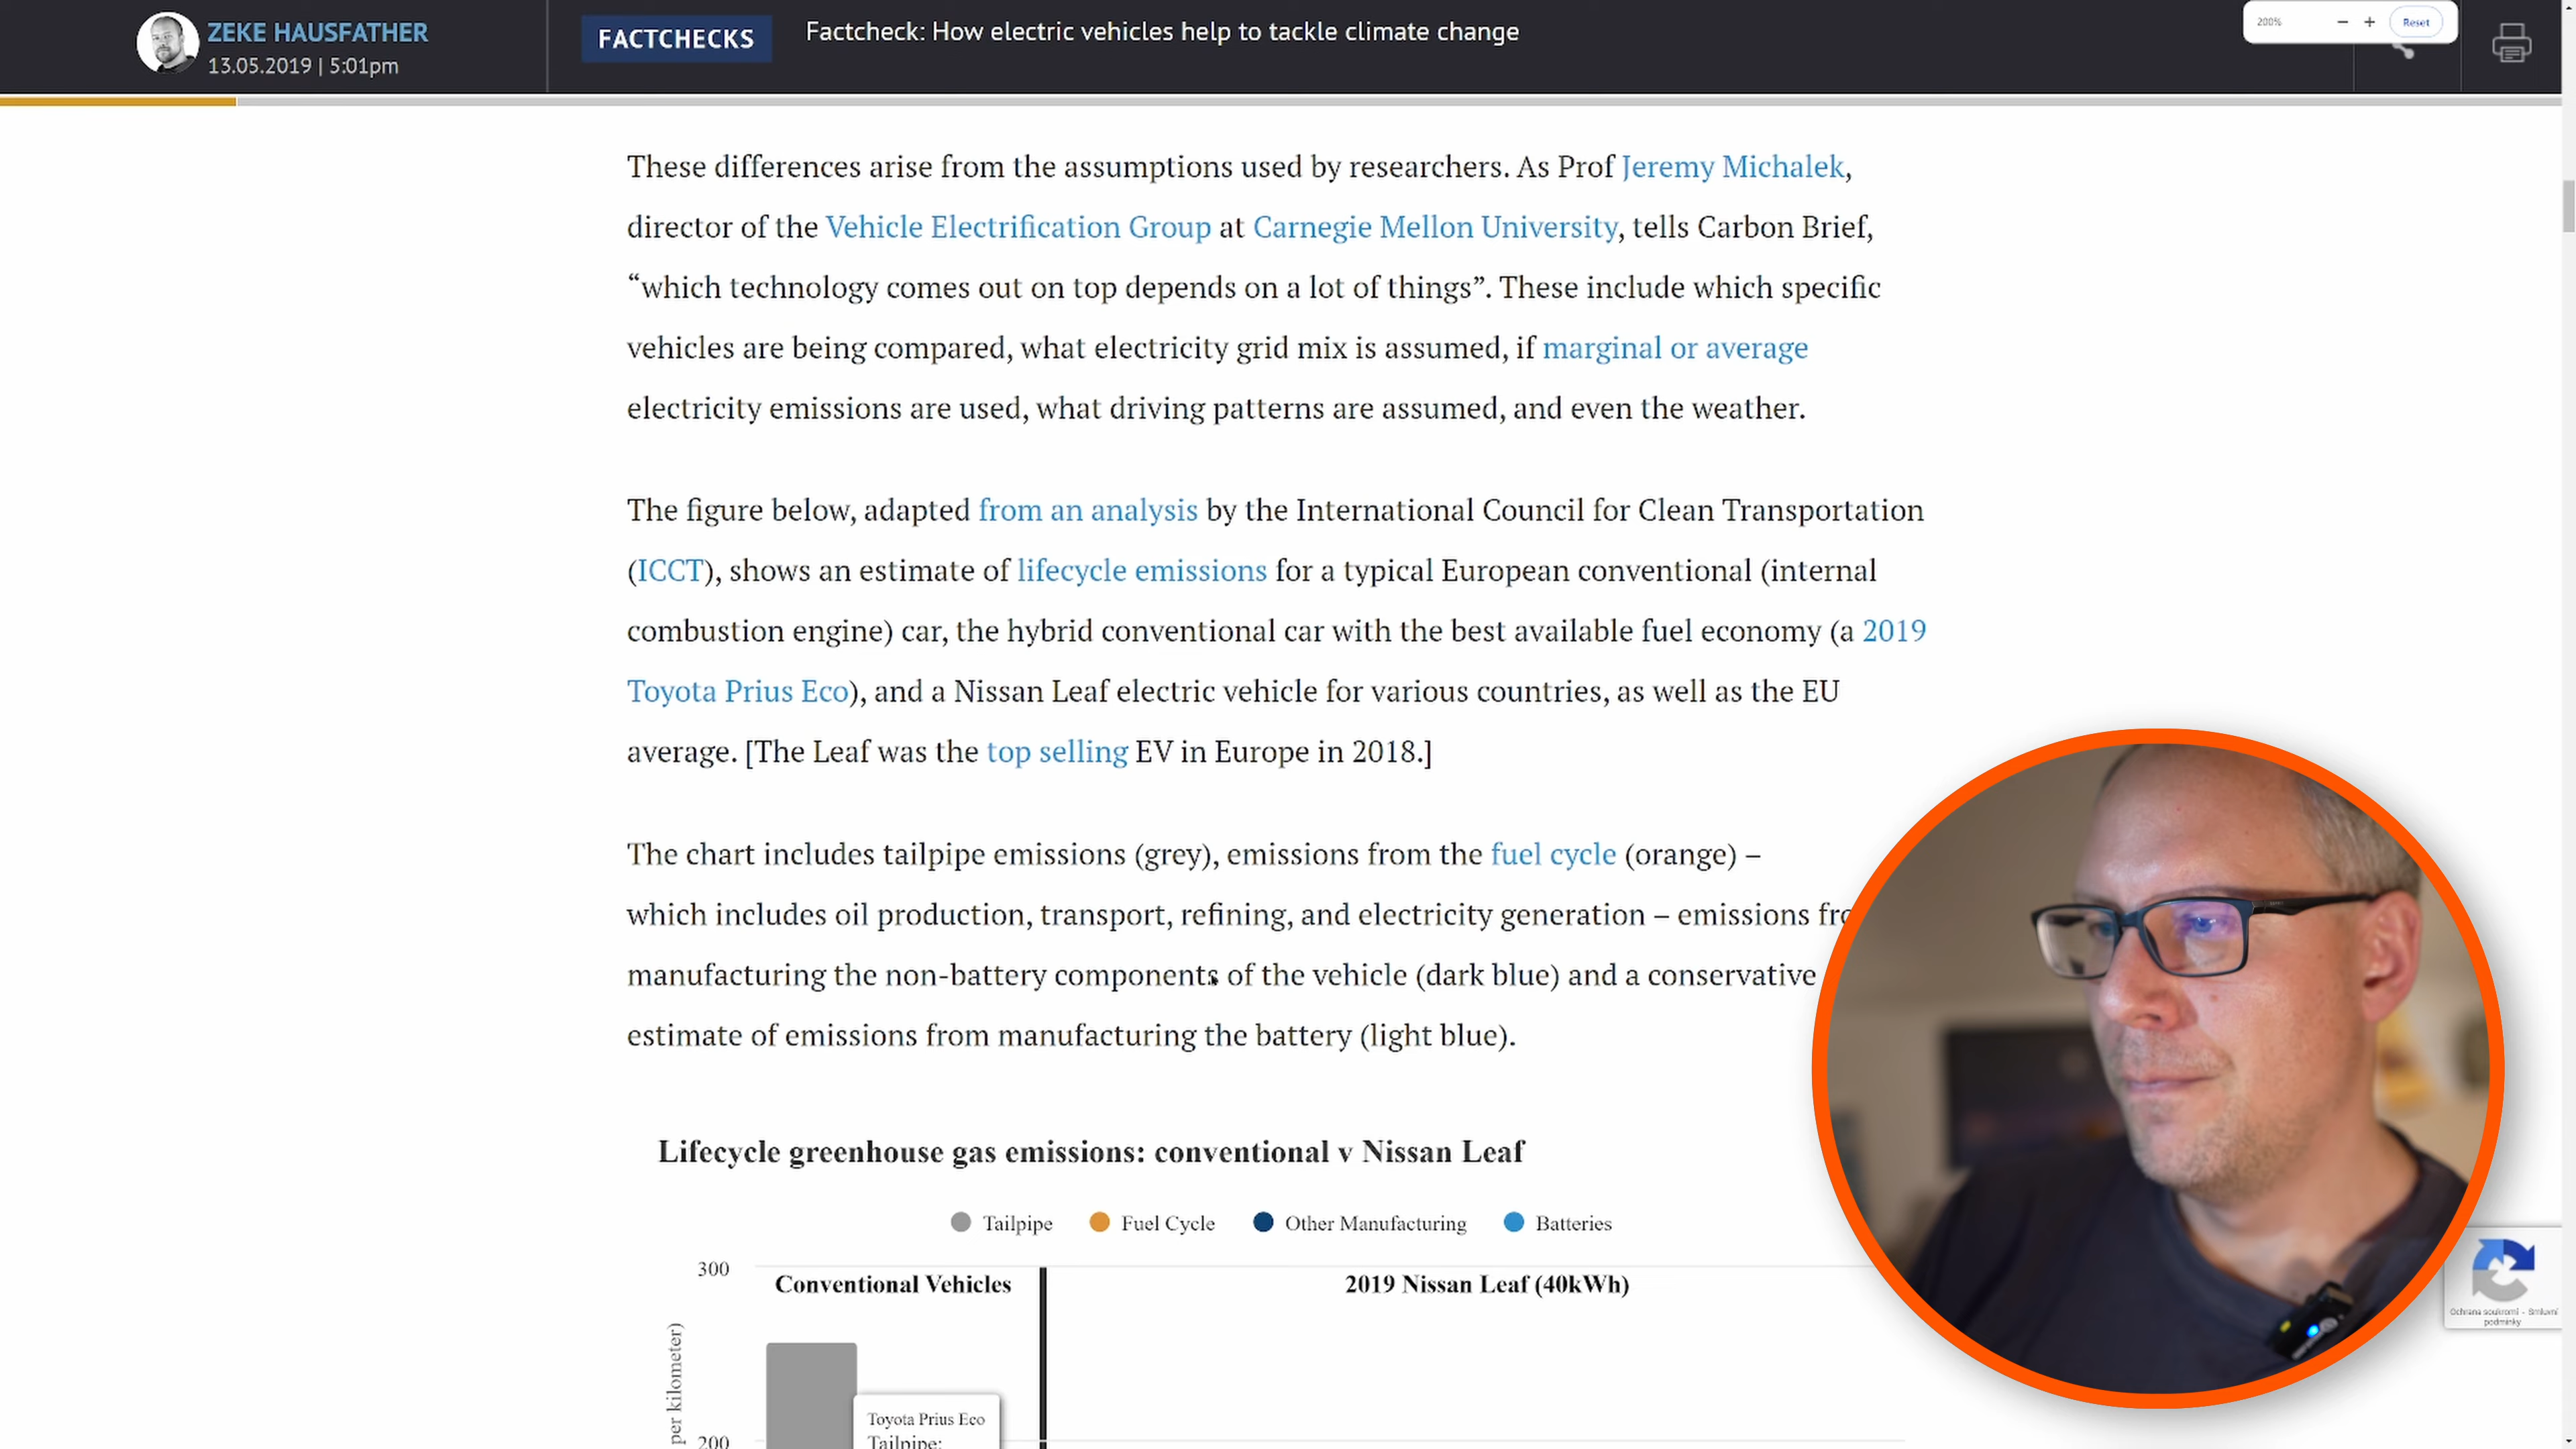 ZEKE HAUSFATHER
13.05.2019 | 5:01pm
FACTCHECKS
Factcheck: How electric vehicles help to tackle climate change
200%
Reset
These differences arise from the assumptions used by researchers. As Prof Jeremy Michalek,
director of the Vehicle Electrification Group at Carnegie Mellon University, tells Carbon Brief,
“which technology comes out on top depends on a lot of things”. These include which specific
vehicles are being compared, what electricity grid mix is assumed, if marginal or average
electricity emissions are used, what driving patterns are assumed, and even the weather.
The figure below, adapted from an analysis by the International Council for Clean Transportation
(ICCT), shows an estimate of lifecycle emissions for a typical European conventional (internal
combustion engine) car, the hybrid conventional car with the best available fuel economy (a 2019
Toyota Prius Eco), and a Nissan Leaf electric vehicle for various countries, as well as the EU
average. [The Leaf was the top selling EV in Europe in 2018.]
The chart includes tailpipe emissions (grey), emissions from the fuel cycle (orange) –
which includes oil production, transport, refining, and electricity generation – emissions fro
manufacturing the non-battery components of the vehicle (dark blue) and a conservative
estimate of emissions from manufacturing the battery (light blue).
Lifecycle greenhouse gas emissions: conventional v Nissan Leaf
Tailpipe
Fuel Cycle
Other Manufacturing
Batteries
300
Conventional Vehicles
2019 Nissan Leaf (40kWh)
per kilometer)
Toyota Prius Eco
Tailpipe:
200
Ochrana soukromí - Smluvní
podmínky